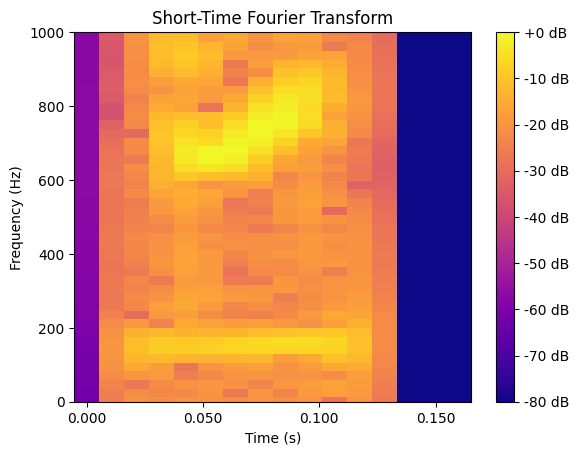 Short-Time Fourier Transform
Frequency (Hz)
1000
800
600
400
200
0
0.000
0.050
0.100
0.150
Time (s)
+0 dB
-10 dB
-20 dB
-30 dB
-40 dB
-50 dB
-60 dB
-70 dB
-80 dB